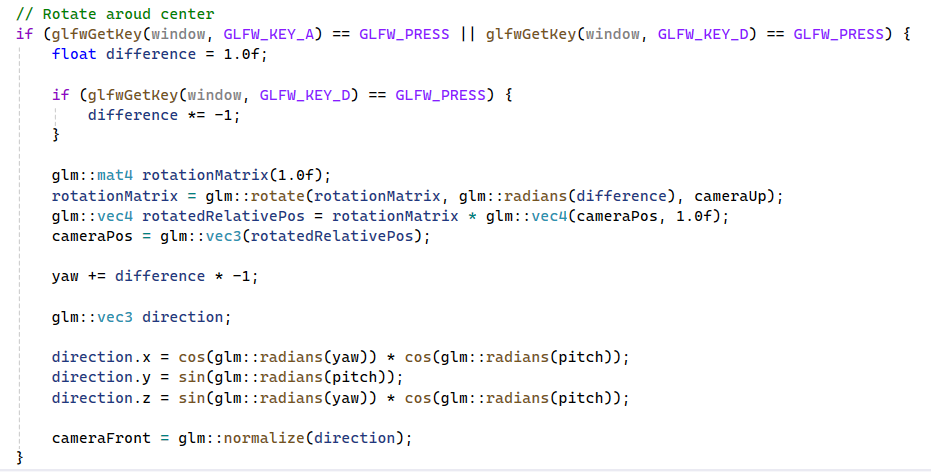 // Rotate aroud center
if (glfwGetKey(window, GLFW_KEY_A) == GLFW_PRESS || glfwGetKey(window, GLFW_KEY_D) == GLFW_PRESS) {
    float difference = 1.0f;

    if (glfwGetKey(window, GLFW_KEY_D) == GLFW_PRESS) {
        difference *= -1;
    }

    glm::mat4 rotationMatrix(1.0f);
    rotationMatrix = glm::rotate(rotationMatrix, glm::radians(difference), cameraUp);
    glm::vec4 rotatedRelativePos = rotationMatrix * glm::vec4(cameraPos, 1.0f);
    cameraPos = glm::vec3(rotatedRelativePos);

    yaw += difference * -1;

    glm::vec3 direction;

    direction.x = cos(glm::radians(yaw)) * cos(glm::radians(pitch));
    direction.y = sin(glm::radians(pitch));
    direction.z = sin(glm::radians(yaw)) * cos(glm::radians(pitch));

    cameraFront = glm::normalize(direction);
}